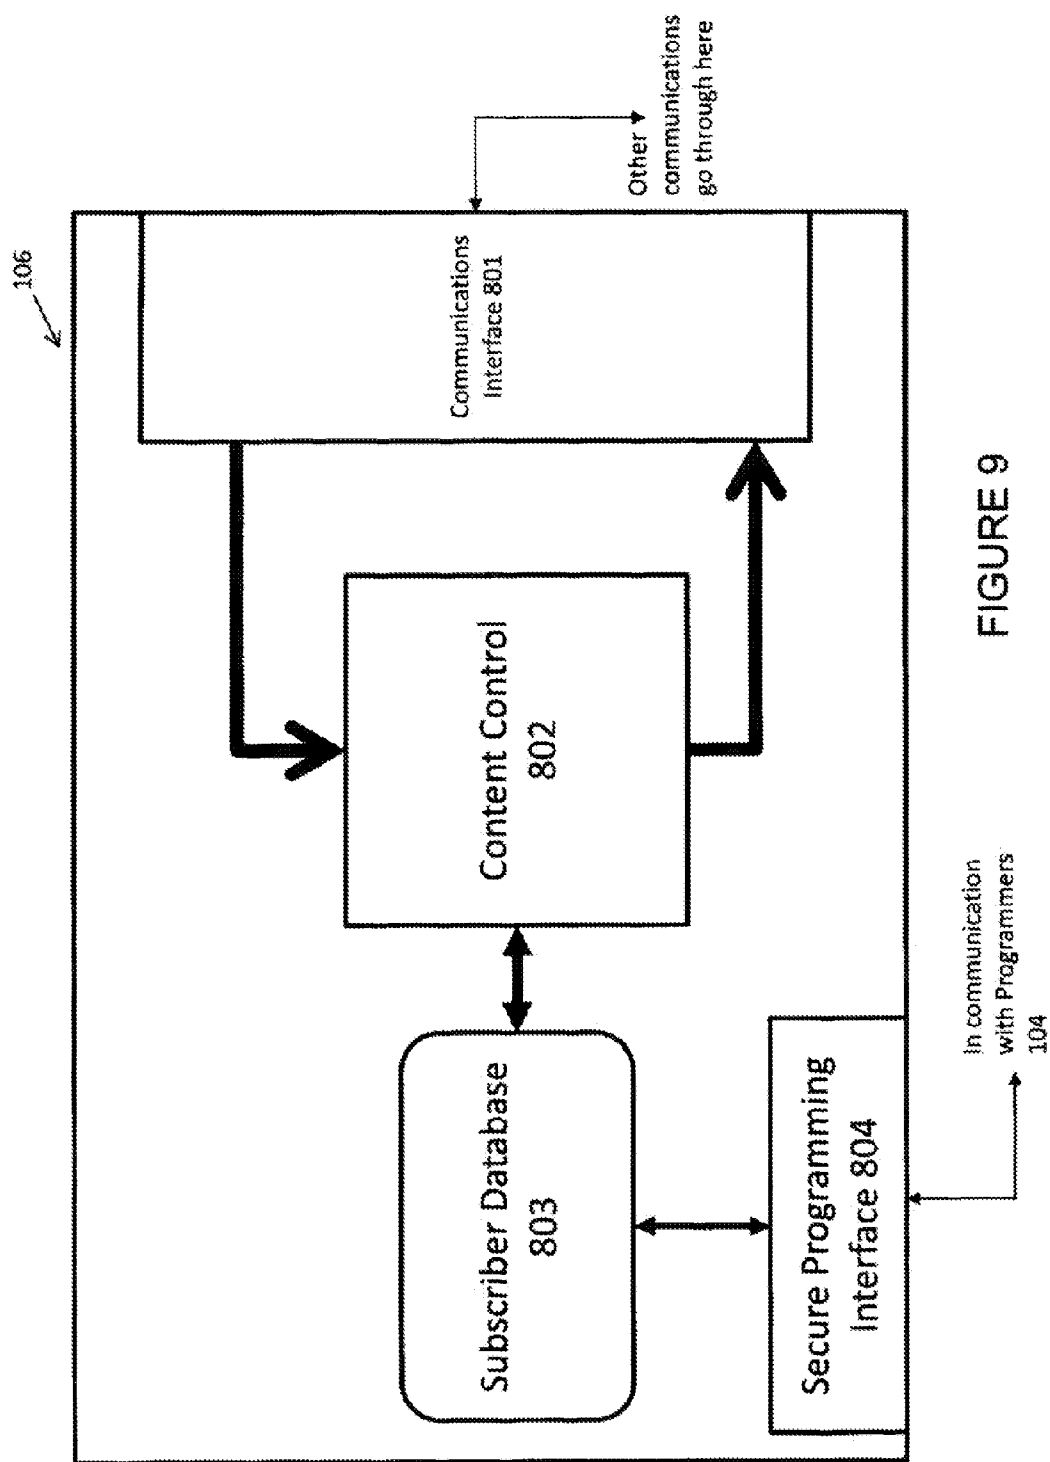 106
Communications
Interface 801
Other
communications
go through here
Content Control
802
Subscriber Database
803
Secure Programming
Interface 804
In communication
with Programmers
104
FIGURE 9